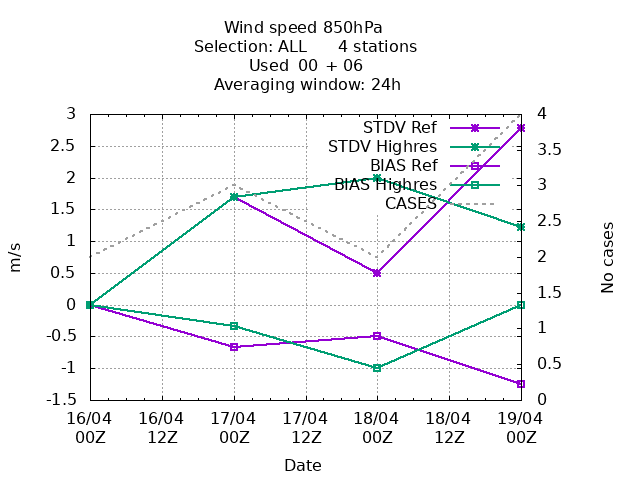 Wind speed 850hPa
Selection: ALL      4 stations
Used  00 + 06
Averaging window: 24h
STDV Ref
STDV Highres
BIAS Ref
BIAS Highres
CASES
3
2.5
2
1.5
1
0.5
0
-0.5
-1
-1.5
m/s
4
3.5
3
2.5
2
1.5
1
0.5
0
No cases
16/04 16/04 17/04 17/04 18/04 18/04 19/04
00Z 12Z 00Z 12Z 00Z 12Z 00Z
Date